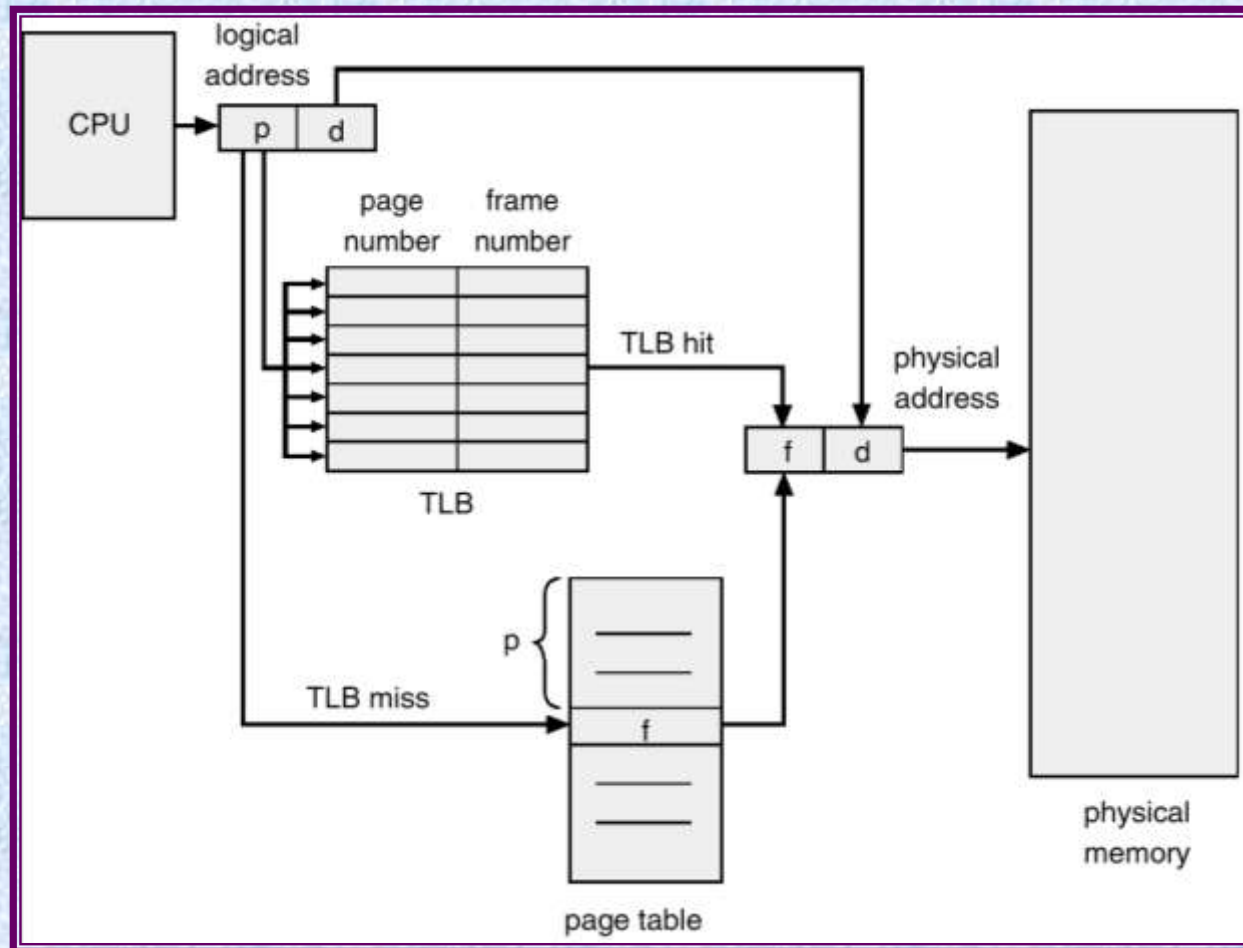 logical
address
CPU
p
d
page
number
frame
number
TLB hit
physical
address
f
d
TLB
p
TLB miss
f
physical
memory
page table